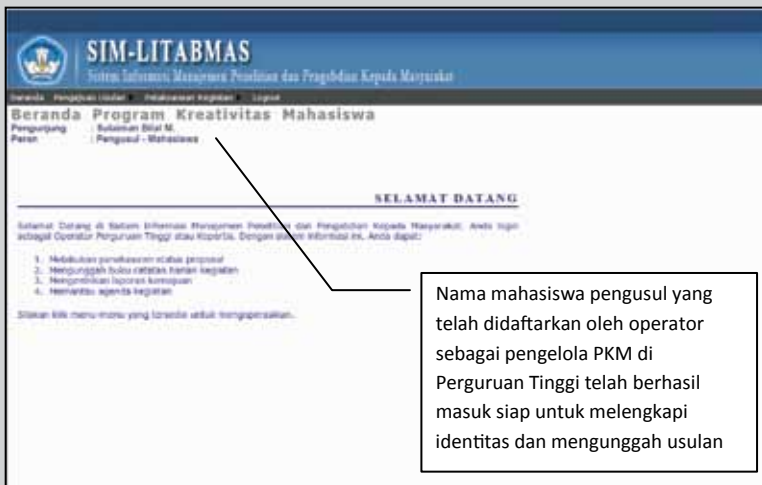 SIM-LITABMAS
Sistem Informasi Manajemen Penelitian dan Pengabdian Kepada Masyarakat
Beranda Pengajuan Usulan Pelaksanaan Kegiatan Logout
Beranda Program Kreativitas Mahasiswa
Pengunjung : Sulaiman Bilal M.
Peran : Pengusul - Mahasiswa
SELAMAT DATANG
Selamat Datang di Sistem Informasi Manajemen Penelitian dan Pengabdian Kepada Masyarakat. Anda login
sebagai Operator Perguruan Tinggi atau Kopertis. Dengan sistem informasi ini, Anda dapat:
1. Melakukan pemeriksaan status proposal
2. Mengunggah buku catatan harian kegiatan
3. Mengirimkan laporan kemajuan
4. Memantau agenda kegiatan
Silakan klik menu-menu yang tersedia untuk mengoperasikan.
Nama mahasiswa pengusul yang
telah didaftarkan oleh operator
sebagai pengelola PKM di
Perguruan Tinggi telah berhasil
masuk siap untuk melengkapi
identitas dan mengunggah usulan